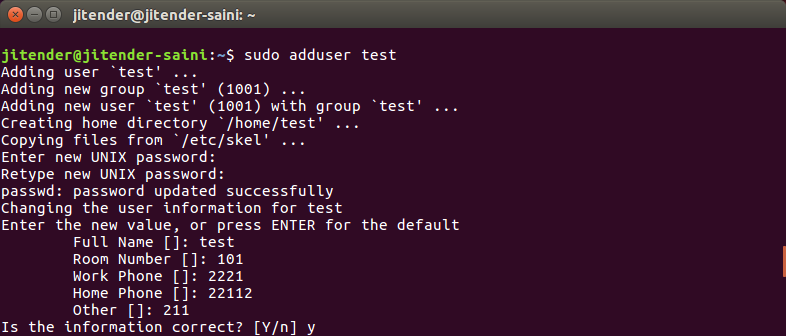 jitender@jitender-saini: ~
jitender@jitender-saini:~$ sudo adduser test
Adding user `test' ...
Adding new group `test' (1001) ...
Adding new user `test' (1001) with group `test' ...
Creating home directory `/home/test' ...
Copying files from `/etc/skel' ...
Enter new UNIX password:
Retype new UNIX password:
passwd: password updated successfully
Changing the user information for test
Enter the new value, or press ENTER for the default
        Full Name []: test
        Room Number []: 101
        Work Phone []: 2221
        Home Phone []: 22112
        Other []: 211
Is the information correct? [Y/n] y